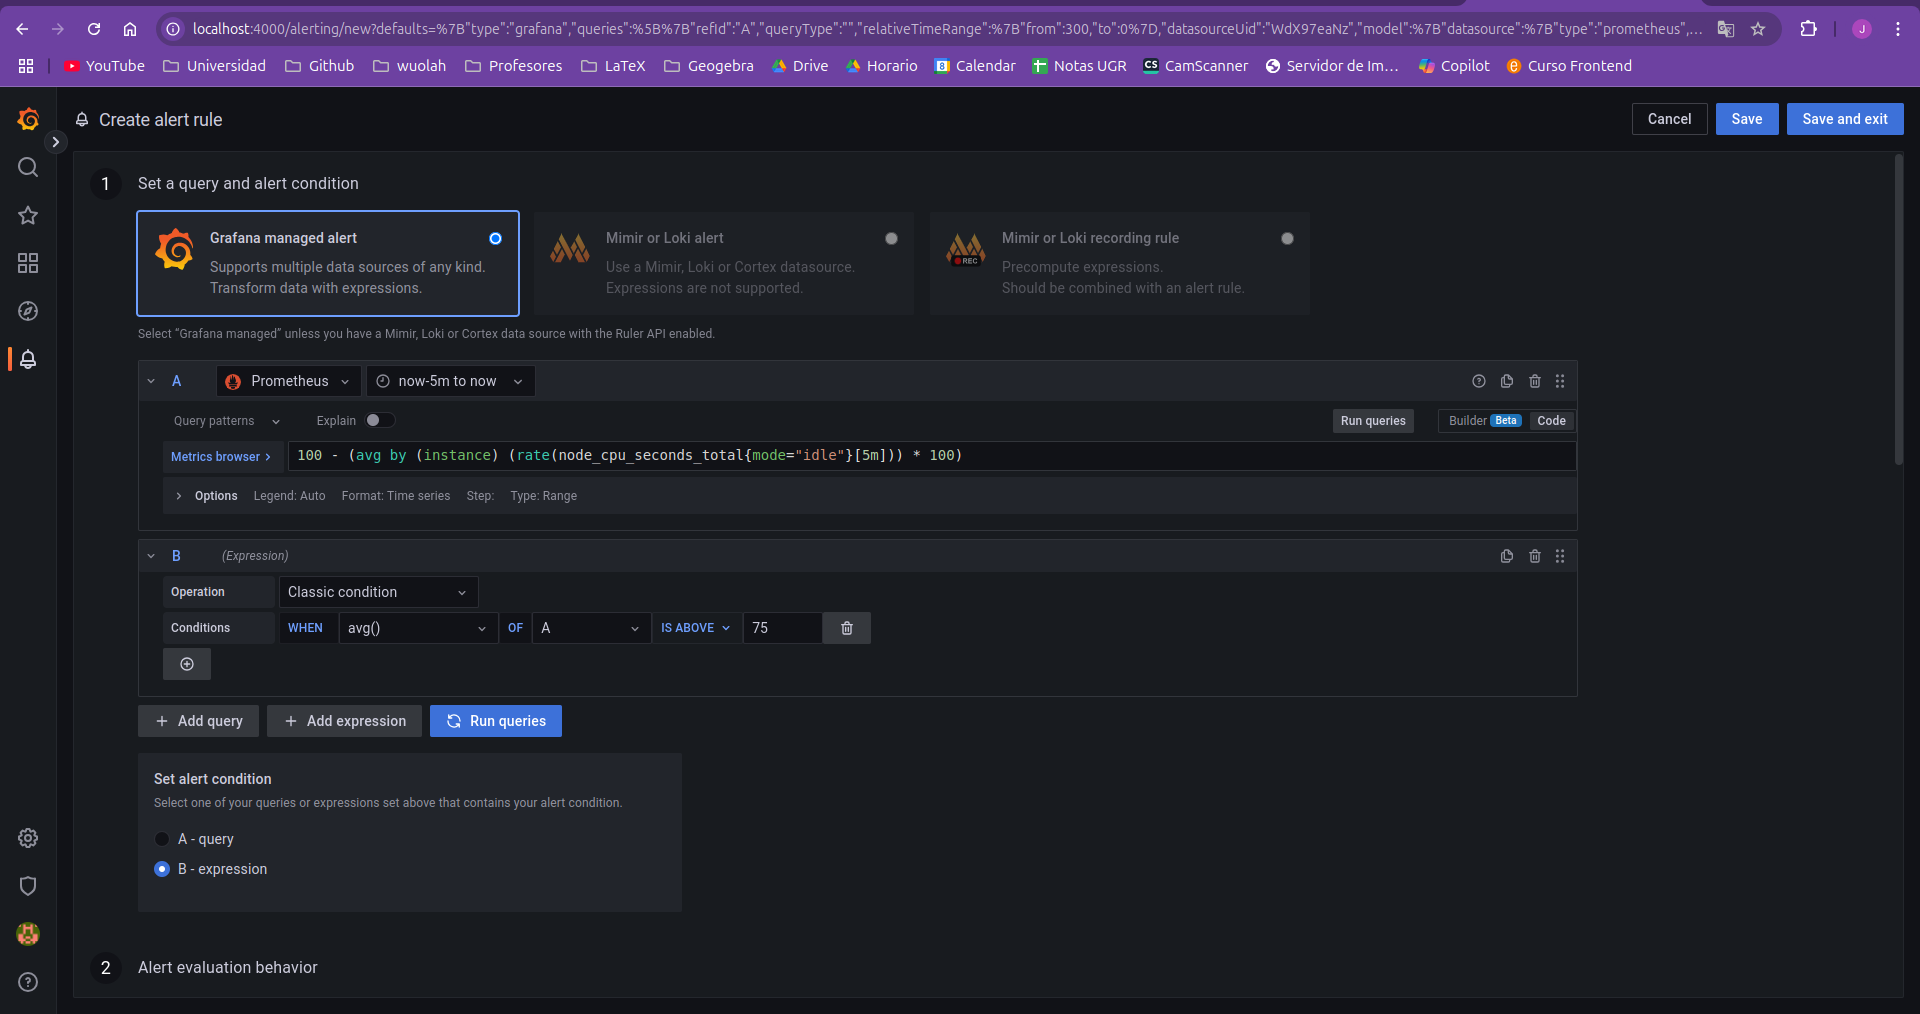 localhost:4000/alerting/new?defaults=%7B"type":"grafana","queries":%5B%7B"refId":"A","queryType":"","relativeTimeRange":%7B"from":300,"to":0%7D,"datasourceUid":"WdX97eaNz","model":%7B"datasource":%7B"type":"prometheus",...
J
YouTube Universidad Github wuolah Profesores LaTeX Geogebra Drive Horario 8 Calendar Notas UGR CS CamScanner Servidor de Im... Copilot e Curso Frontend
Create alert rule
Cancel Save Save and exit
1 Set a query and alert condition
Grafana managed alert
Supports multiple data sources of any kind.
Transform data with expressions.
Mimir or Loki alert
Use a Mimir, Loki or Cortex datasource.
Expressions are not supported.
REC
Mimir or Loki recording rule
Precompute expressions.
Should be combined with an alert rule.
Select “Grafana managed” unless you have a Mimir, Loki or Cortex data source with the Ruler API enabled.
A Prometheus now-5m to now
Query patterns Explain Run queries Builder Beta Code
Metrics browser > 100 - (avg by (instance) (rate(node_cpu_seconds_total{mode="idle"}[5m])) * 100)
> Options Legend: Auto Format: Time series Step: Type: Range
B (Expression)
Operation Classic condition
Conditions WHEN avg() OF A IS ABOVE 75
+ Add query + Add expression Run queries
Set alert condition
Select one of your queries or expressions set above that contains your alert condition.
A - query
B - expression
2 Alert evaluation behavior